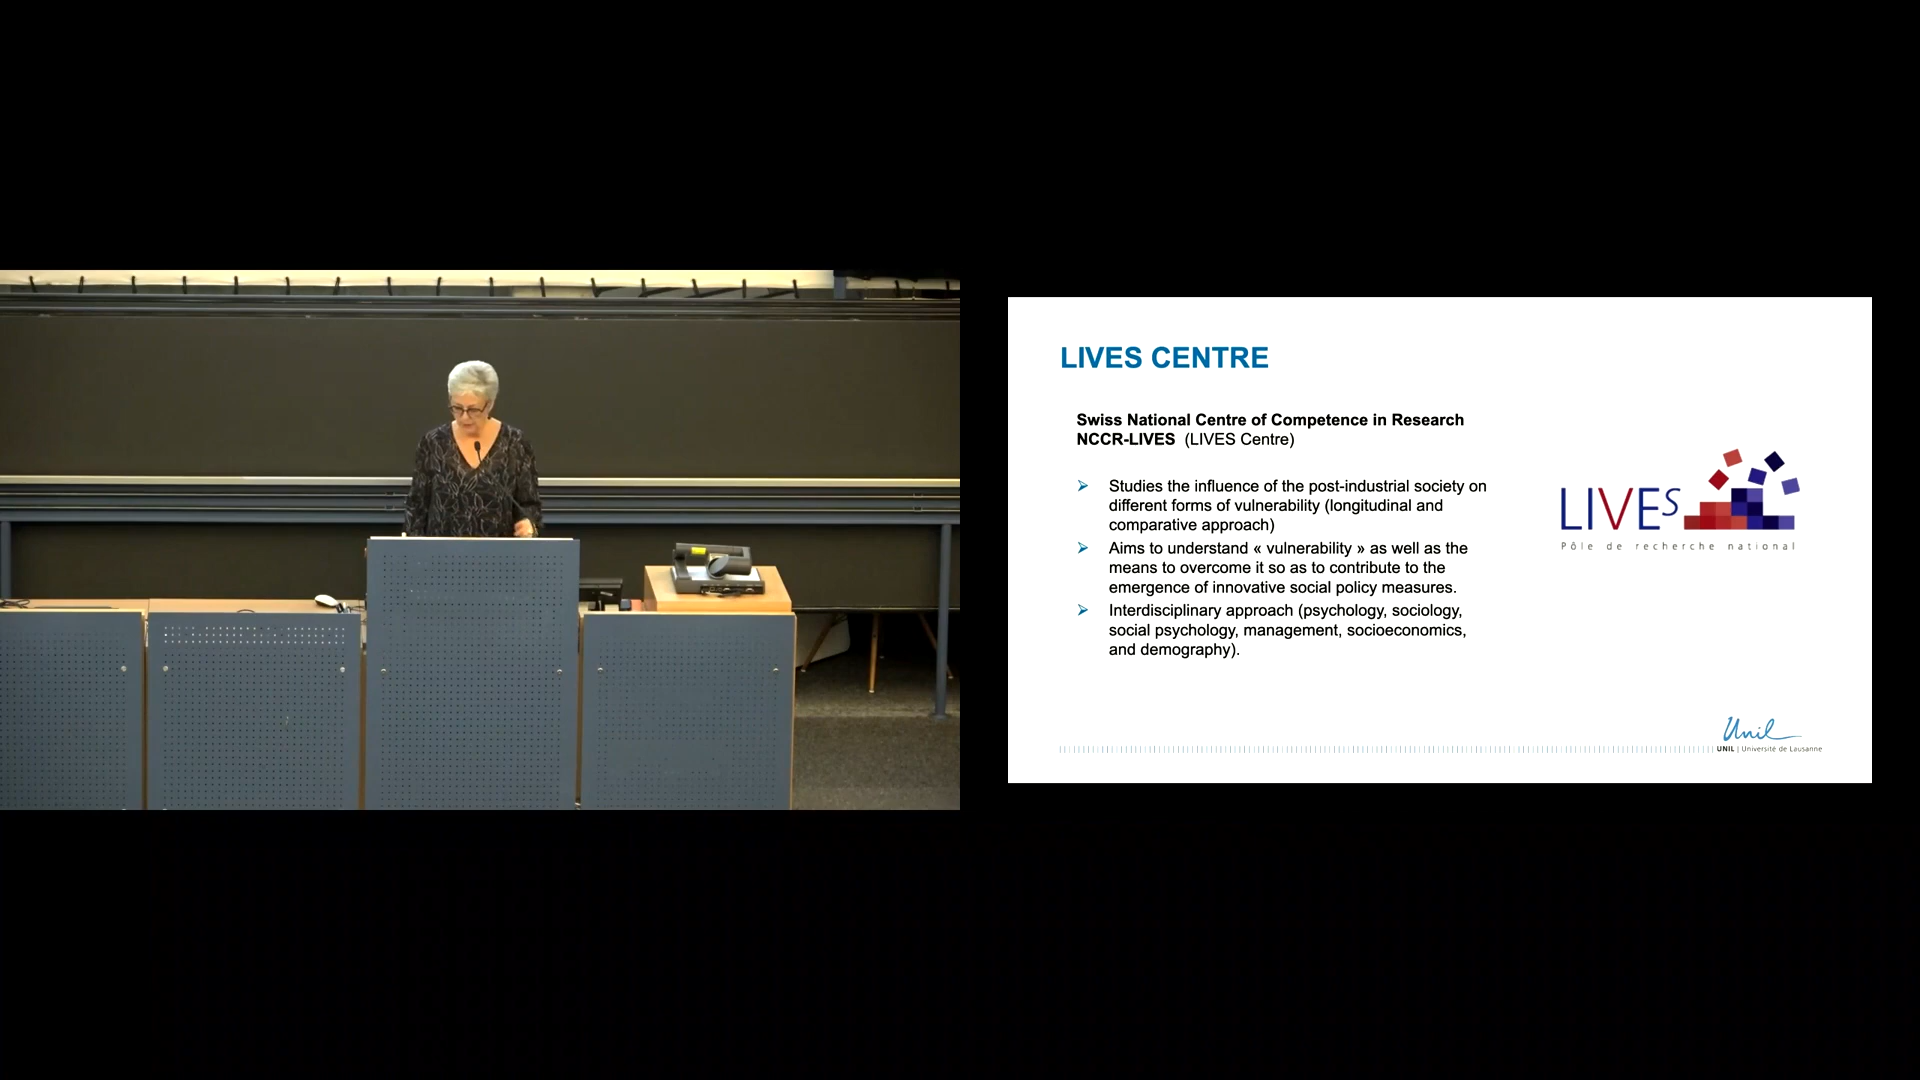 LIVES CENTRE
Swiss National Centre of Competence in Research
NCCR-LIVES (LIVES Centre)
Studies the influence of the post-industrial society on
different forms of vulnerability (longitudinal and
comparative approach)
Aims to understand « vulnerability » as well as the
means to overcome it so as to contribute to the
emergence of innovative social policy measures.
Interdisciplinary approach (psychology, sociology,
social psychology, management, socioeconomics,
and demography).
LIVES
Pôle de recherche national
Unil
UNIL | Université de Lausanne